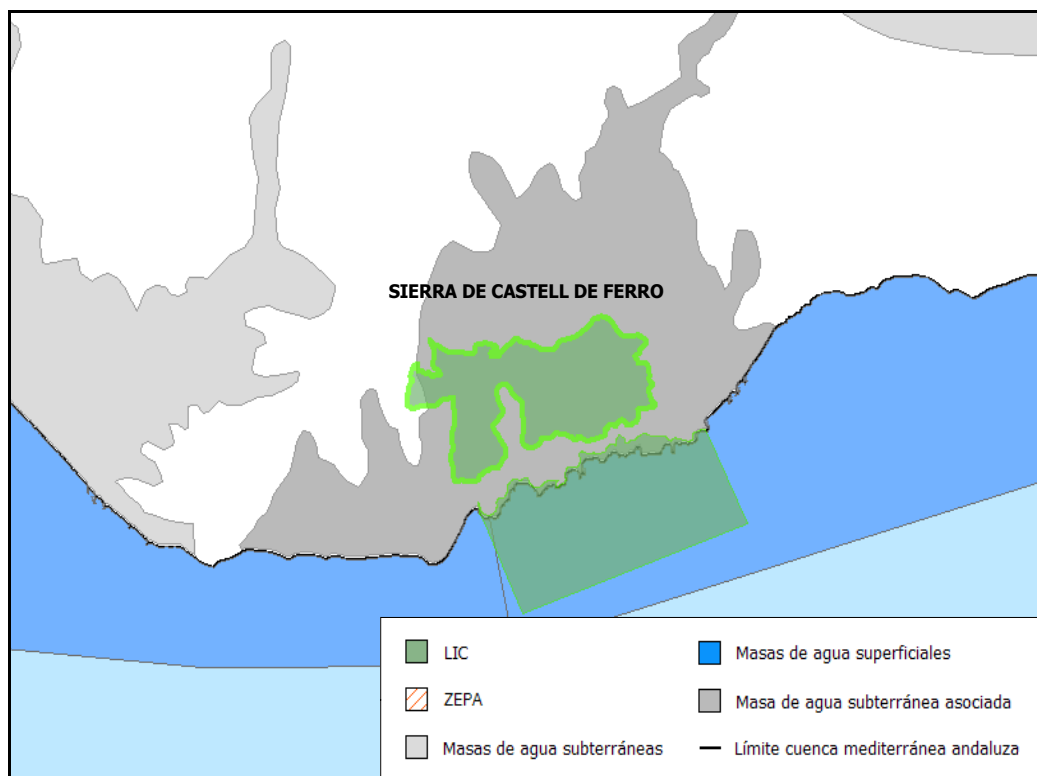 SIERRA DE CASTELL DE FERRO
LIC
Masas de agua superficiales
ZEPA
Masa de agua subterránea asociada
Masas de agua subterráneas
Límite cuenca mediterránea andaluza